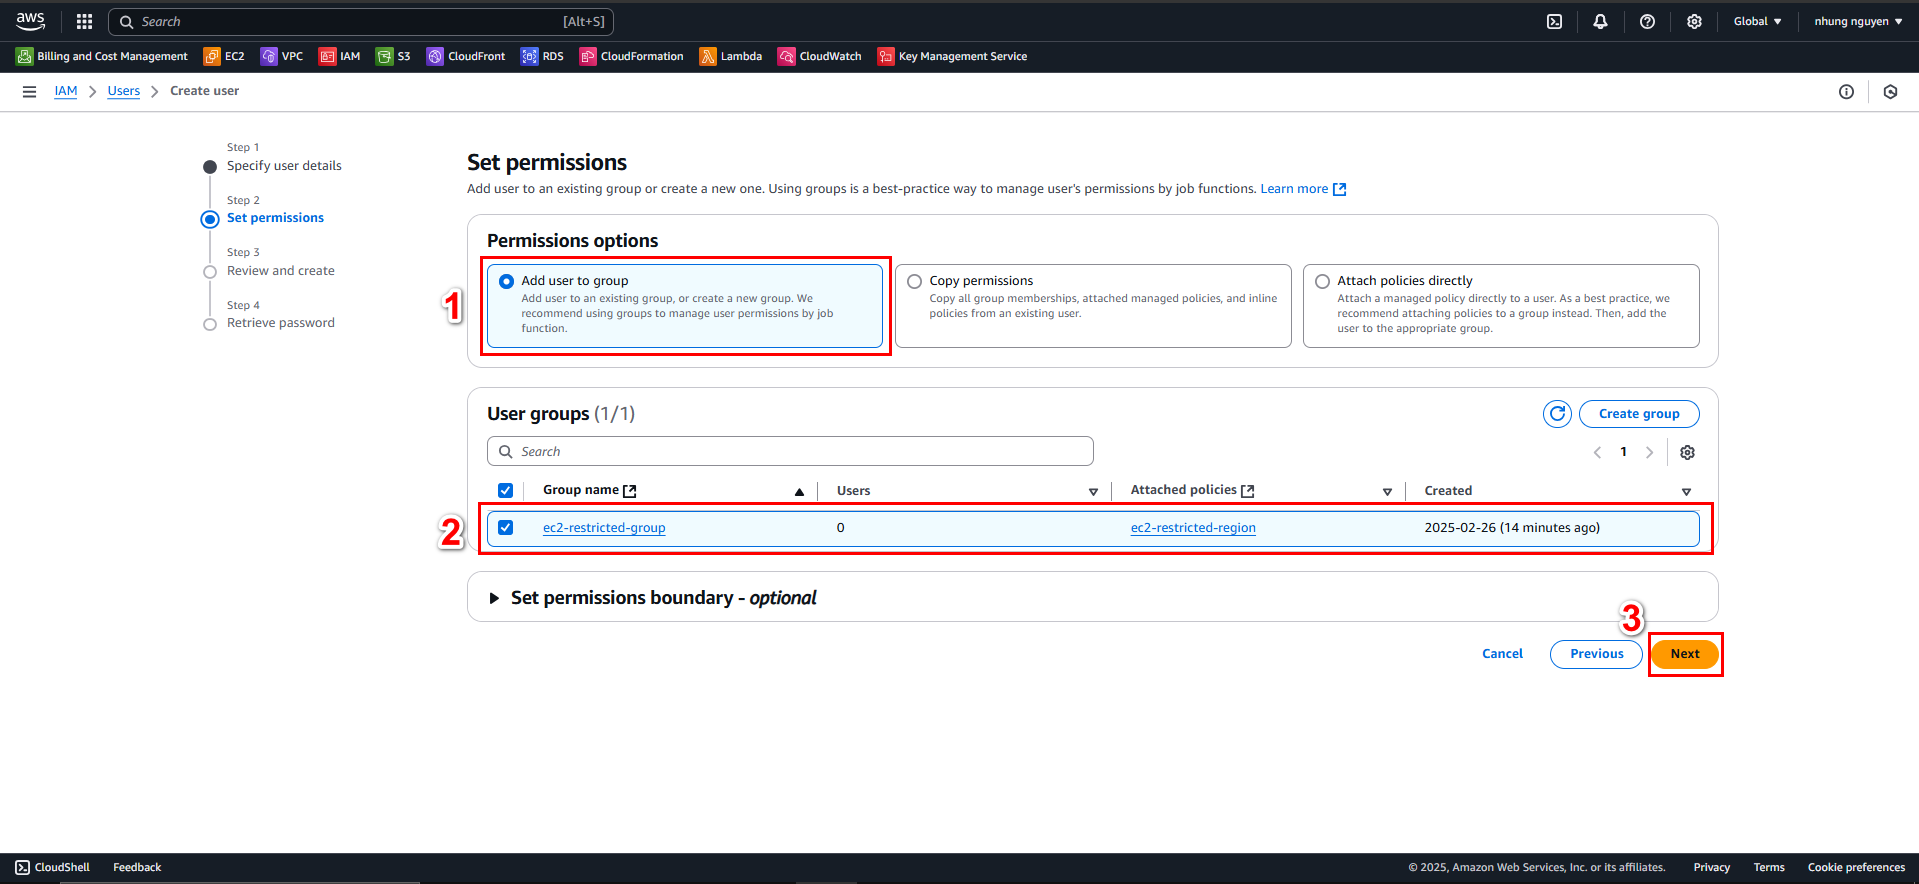 aws
Search [Alt+S]
Global ▼
nhung nguyen ▼
Billing and Cost Management
EC2
VPC
IAM
S3
CloudFront
RDS
CloudFormation
Lambda
CloudWatch
Key Management Service
IAM > Users > Create user
Step 1
Specify user details
Step 2
Set permissions
Step 3
Review and create
Step 4
Retrieve password
Set permissions
Add user to an existing group or create a new one. Using groups is a best-practice way to manage user's permissions by job functions. Learn more
Permissions options
1
Add user to group
Add user to an existing group, or create a new group. We
recommend using groups to manage user permissions by job
function.
Copy permissions
Copy all group memberships, attached managed policies, and inline
policies from an existing user.
Attach policies directly
Attach a managed policy directly to a user. As a best practice, we
recommend attaching policies to a group instead. Then, add the
user to the appropriate group.
User groups (1/1)
Create group
Search
1
Group name
Users
Attached policies
Created
2
ec2-restricted-group
0
ec2-restricted-region
2025-02-26 (14 minutes ago)
Set permissions boundary - optional
3
Cancel
Previous
Next
CloudShell
Feedback
© 2025, Amazon Web Services, Inc. or its affiliates.
Privacy
Terms
Cookie preferences